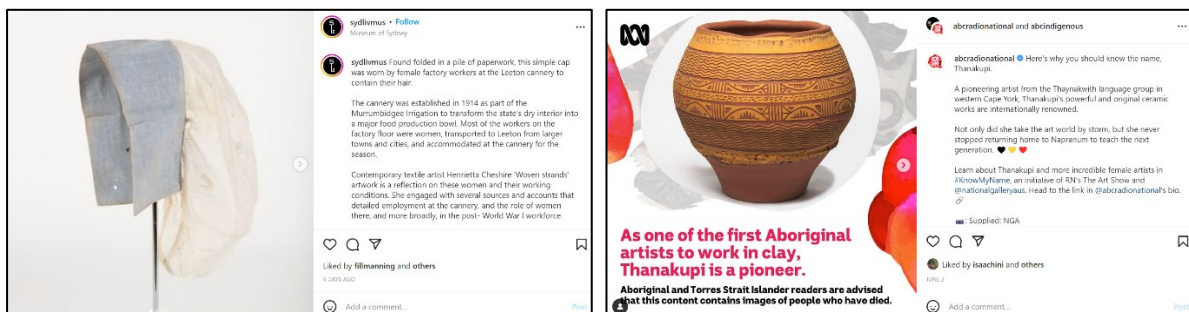 sydlivmus • Follow
Museum of Sydney
sydlivmus Found folded in a pile of paperwork, this simple cap
was worn by female factory workers at the Leeton cannery to
contain their hair.
The cannery was established in 1914 as part of the
Murrumbidgee Irrigation to transform the state's dry interior into
a major food production bowl. Most of the workers on the
factory floor were women, transported to Leeton from larger
towns and cities, and accommodated at the cannery for the
season.
Contemporary textile artist Henrietta Cheshire 'Woven strands'
artwork is a reflection on these women and their working
conditions. She engaged with several sources and accounts that
detailed employment at the cannery, and the role of women
there, and more broadly, in the post- World War I workforce.
Liked by fillmanning and others
4 DAYS AGO
Add a comment...
Post
As one of the first Aboriginal
artists to work in clay,
Thanakupi is a pioneer.
Aboriginal and Torres Strait Islander readers are advised
that this content contains images of people who have died.
abcradionational and abcindigenous
abcradionational Here's why you should know the name,
Thanakupi.
A pioneering artist from the Thaynakwith language group in
western Cape York, Thanakupi's powerful and original ceramic
works are internationally renowned.
Not only did she take the art world by storm, but she never
stopped returning home to Napranum to teach the next
generation. 🖤 💛 ❤️
Learn about Thanakupi and more incredible female artists in
#KnowMyName, an initiative of RN's The Art Show and
@nationalgalleryaus. Head to the link in @abcradionational's bio.
📷: Supplied: NGA
Liked by isaachini and others
JUNE 2
Add a comment...
Post